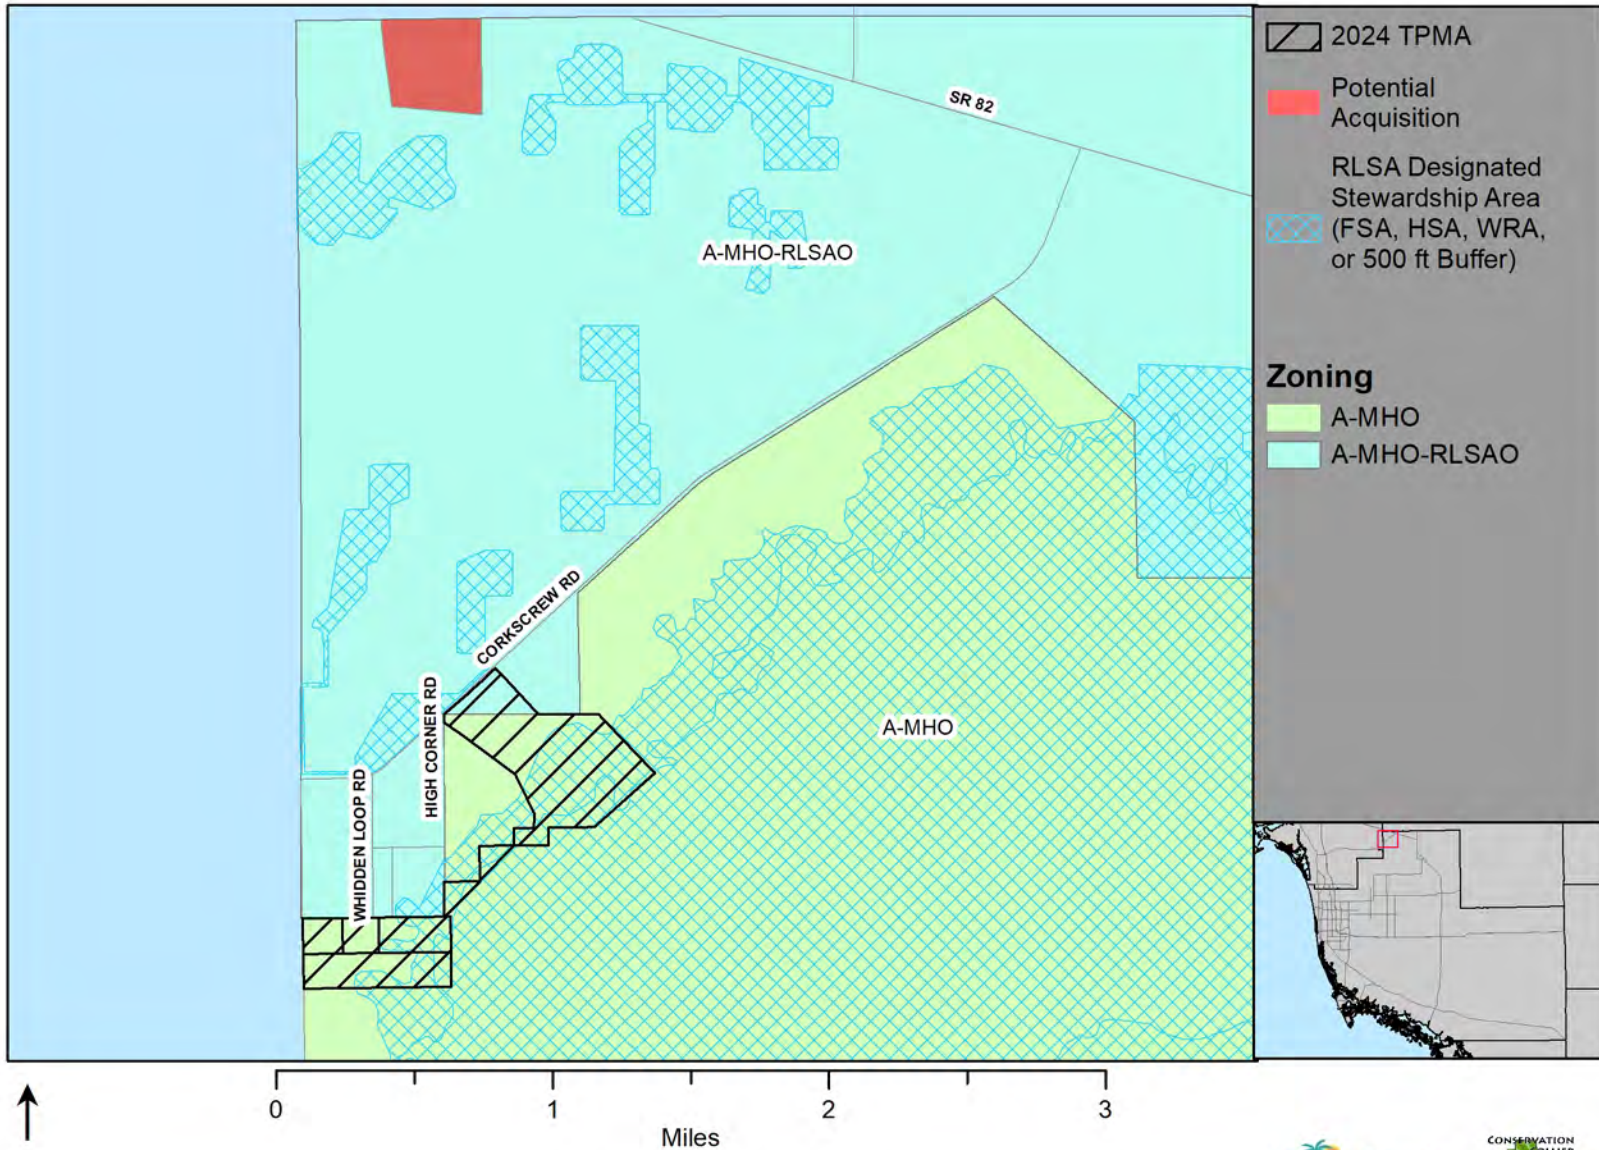 SR 82
A-MHO-RLSAO
CORKSCREW RD
HIGH CORNER RD
WHIDDEN LOOP RD
A-MHO
2024 TPMA
Potential
Acquisition
RLSA Designated
Stewardship Area
(FSA, HSA, WRA,
or 500 ft Buffer)
Zoning
A-MHO
A-MHO-RLSAO
0 1 2 3
Miles
CONSERVATION